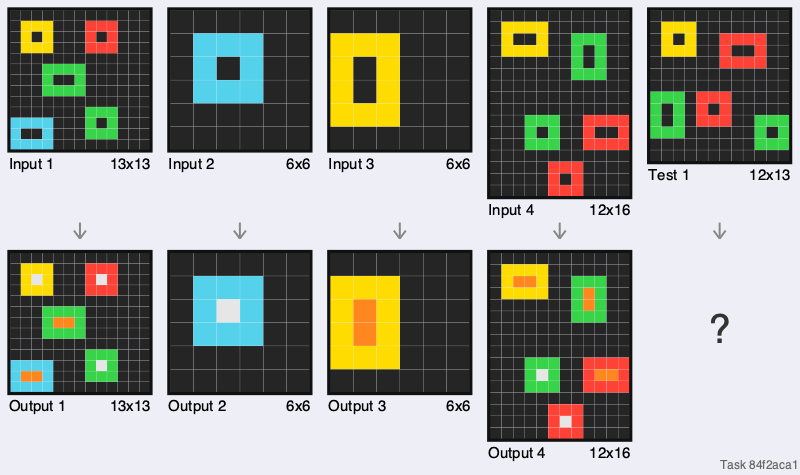 Input 1 13x13
Input 2 6x6
Input 3 6x6
Input 4 12x16
Test 1 12x13
Output 1 13x13
Output 2 6x6
Output 3 6x6
Output 4 12x16
?
Task 84f2aca1